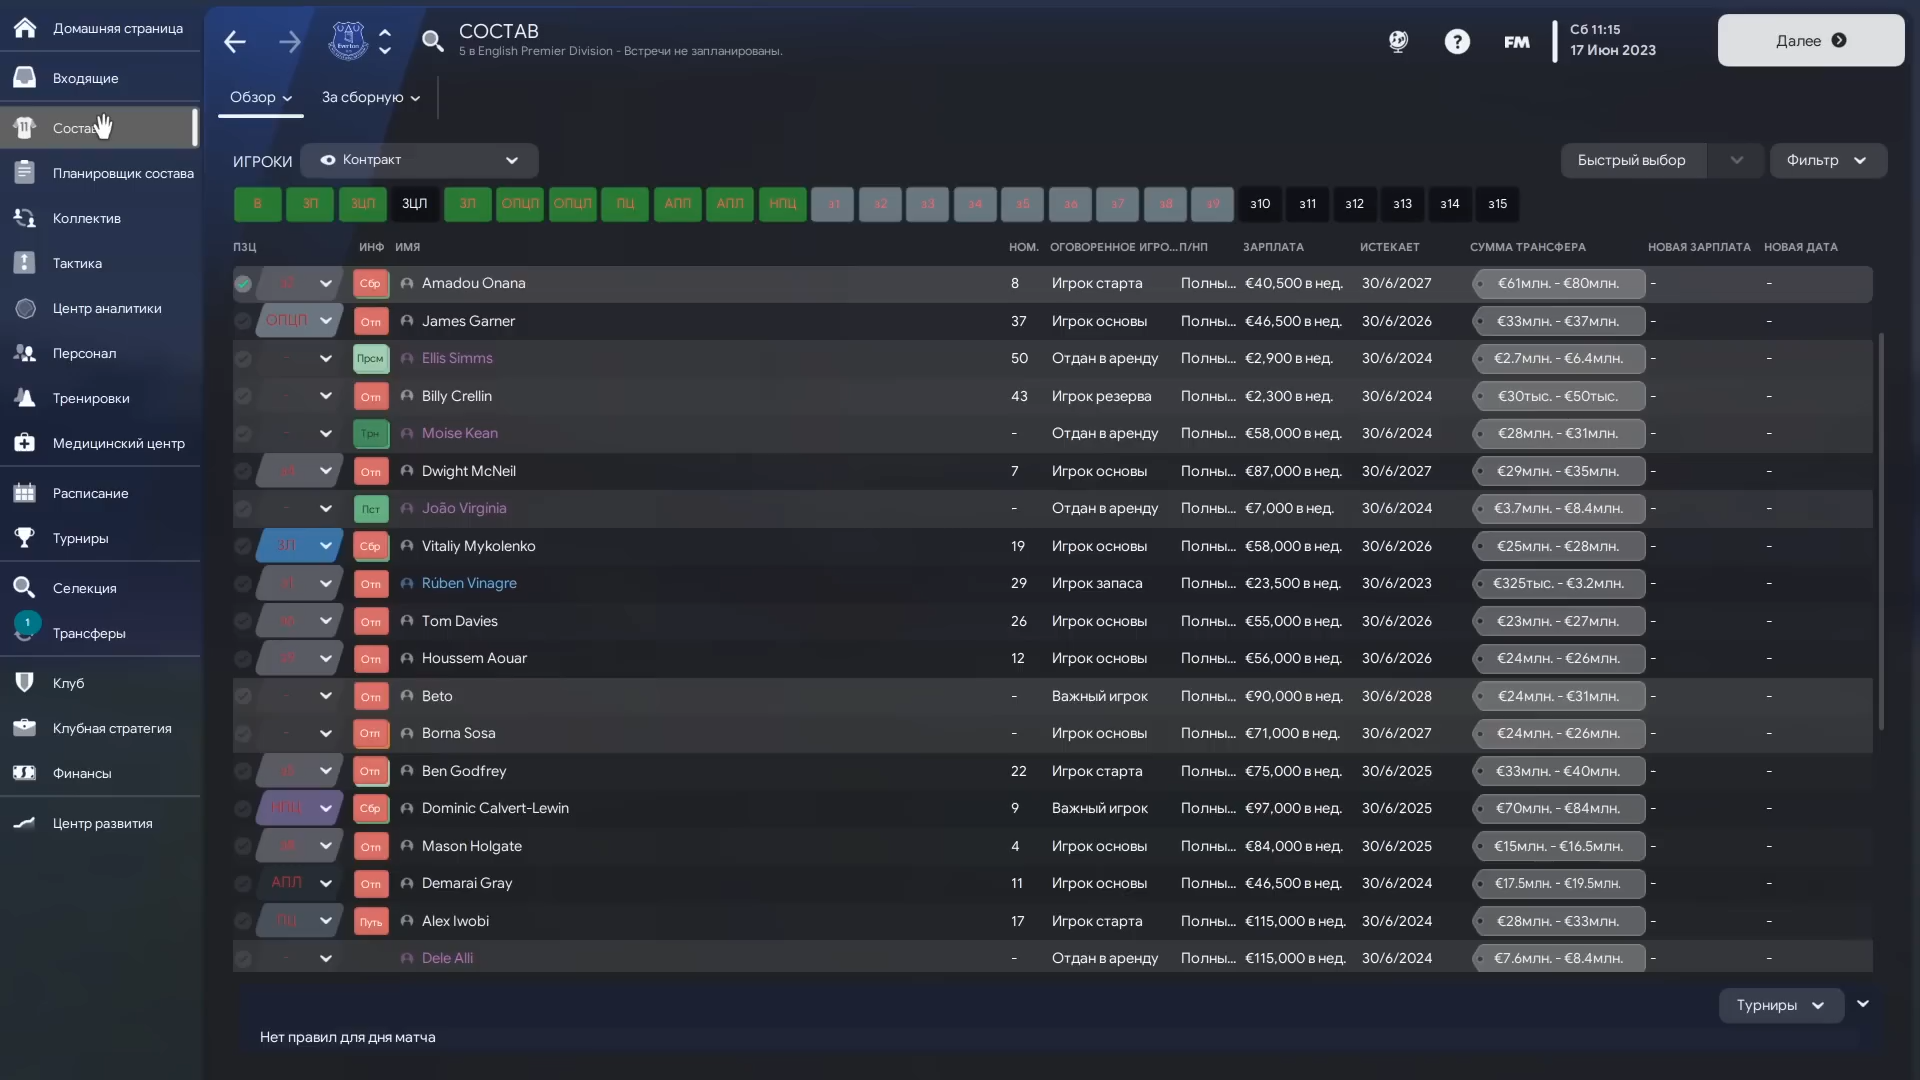 Домашняя страница
Входящие
Планировщик состава
Коллектив
Тактика
Центр аналитики
Персонал
Тренировки
Медицинский центр
Расписание
Турниры
Селекция
1
Трансферы
Клуб
Клубная стратегия
Финансы
Центр развития
СОСТАВ
5 в English Premier Division - Встречи не запланированы.
? FM
Сб 11:15
17 Июн 2023
Далее
Обзор За сборную
ИГРОКИ Контракт Быстрый выбор Фильтр
В ЗП ЗЦП ЗЦЛ ЗЛ ОПЦП ОПЦЛ ПЦ АПП АПЛ НПЦ з1 з2 з3 з4 з5 з6 з7 з8 з9 з10 з11 з12 з13 з14 з15
ПЗЦ ИНФ ИМЯ НОМ. ОГОВОРЕННОЕ ИГРО... П/НП ЗАРПЛАТА ИСТЕКАЕТ СУММА ТРАНСФЕРА НОВАЯ ЗАРПЛАТА НОВАЯ ДАТА
Сбр Amadou Onana 8 Игрок старта Полны... €40,500 в нед. 30/6/2027 €61млн. - €80млн. - -
ОПЦП Отп James Garner 37 Игрок основы Полны... €46,500 в нед. 30/6/2026 €33млн. - €37млн. - -
- Прсм Ellis Simms 50 Отдан в аренду Полны... €2,900 в нед. 30/6/2024 €2.7млн. - €6.4млн. - -
- Отп Billy Crellin 43 Игрок резерва Полны... €2,300 в нед. 30/6/2024 €30тыс. - €50тыс. - -
- Трн Moise Kean - Отдан в аренду Полны... €58,000 в нед. 30/6/2024 €28млн. - €31млн. - -
Отп Dwight McNeil 7 Игрок основы Полны... €87,000 в нед. 30/6/2027 €29млн. - €35млн. - -
- Пст João Virgínia - Отдан в аренду Полны... €7,000 в нед. 30/6/2024 €3.7млн. - €8.4млн. - -
ЗЛ Сбр Vitaliy Mykolenko 19 Игрок основы Полны... €58,000 в нед. 30/6/2026 €25млн. - €28млн. - -
Отп Rúben Vinagre 29 Игрок запаса Полны... €23,500 в нед. 30/6/2023 €325тыс. - €3.2млн. - -
Отп Tom Davies 26 Игрок основы Полны... €55,000 в нед. 30/6/2026 €23млн. - €27млн. - -
Отп Houssem Aouar 12 Игрок основы Полны... €56,000 в нед. 30/6/2026 €24млн. - €26млн. - -
- Отп Beto - Важный игрок Полны... €90,000 в нед. 30/6/2028 €24млн. - €31млн. - -
- Отп Borna Sosa - Игрок основы Полны... €71,000 в нед. 30/6/2027 €24млн. - €26млн. - -
Отп Ben Godfrey 22 Игрок старта Полны... €75,000 в нед. 30/6/2025 €33млн. - €40млн. - -
НПЦ Сбр Dominic Calvert-Lewin 9 Важный игрок Полны... €97,000 в нед. 30/6/2025 €70млн. - €84млн. - -
Отп Mason Holgate 4 Игрок основы Полны... €84,000 в нед. 30/6/2025 €15млн. - €16.5млн. - -
АПЛ Отп Demarai Gray 11 Игрок основы Полны... €46,500 в нед. 30/6/2024 €17.5млн. - €19.5млн. - -
ПЦ Путь Alex Iwobi 17 Игрок старта Полны... €115,000 в нед. 30/6/2024 €28млн. - €33млн. - -
- Dele Alli - Отдан в аренду Полны... €115,000 в нед. 30/6/2024 €7.6млн. - €8.4млн. - -
Турниры
Нет правил для дня матча